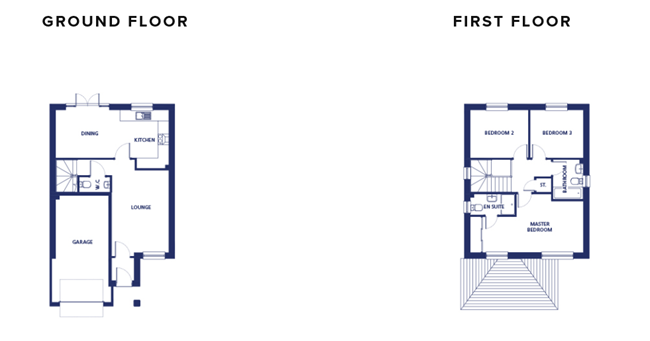 GROUND FLOOR
DINING
KITCHEN
W.C
LOUNGE
GARAGE
FIRST FLOOR
BEDROOM 2
BEDROOM 3
BATHROOM
ST.
EN SUITE
MASTER
BEDROOM